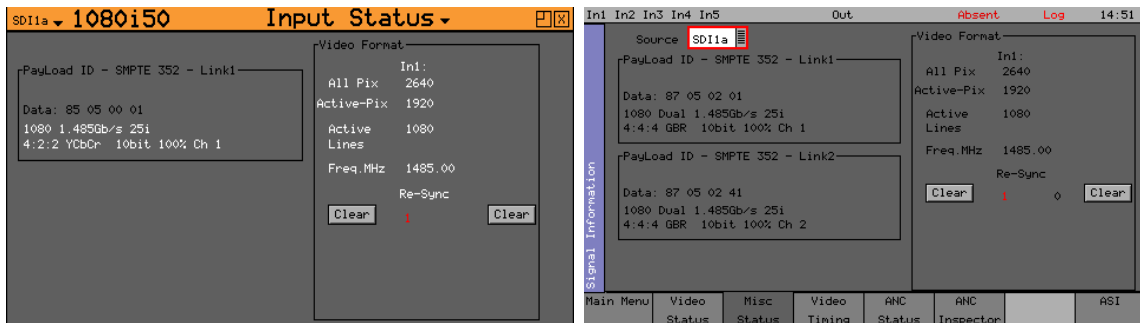 SDI1a 1080i50 Input Status
PayLoad ID - SMPTE 352 - Link1
Data: 85 05 00 01
1080 1.485Gb/s 25i
4:2:2 YCbCr 10bit 100% Ch 1
Video Format
In1:
All Pix 2640
Active-Pix 1920
Active 1080
Lines
Freq.MHz 1485.00
Re-Sync
Clear 1 Clear
In1 In2 In3 In4 In5 Out Absent Log 14:51
Signal Information
Source SDI1a
PayLoad ID - SMPTE 352 - Link1
Data: 87 05 02 01
1080 Dual 1.485Gb/s 25i
4:4:4 GBR 10bit 100% Ch 1
PayLoad ID - SMPTE 352 - Link2
Data: 87 05 02 41
1080 Dual 1.485Gb/s 25i
4:4:4 GBR 10bit 100% Ch 2
Video Format
In1:
All Pix 2640
Active-Pix 1920
Active 1080
Lines
Freq.MHz 1485.00
Re-Sync
Clear 1 0 Clear
Main Menu Video Misc Video ANC ANC ASI
Status Status Timing Status Inspector